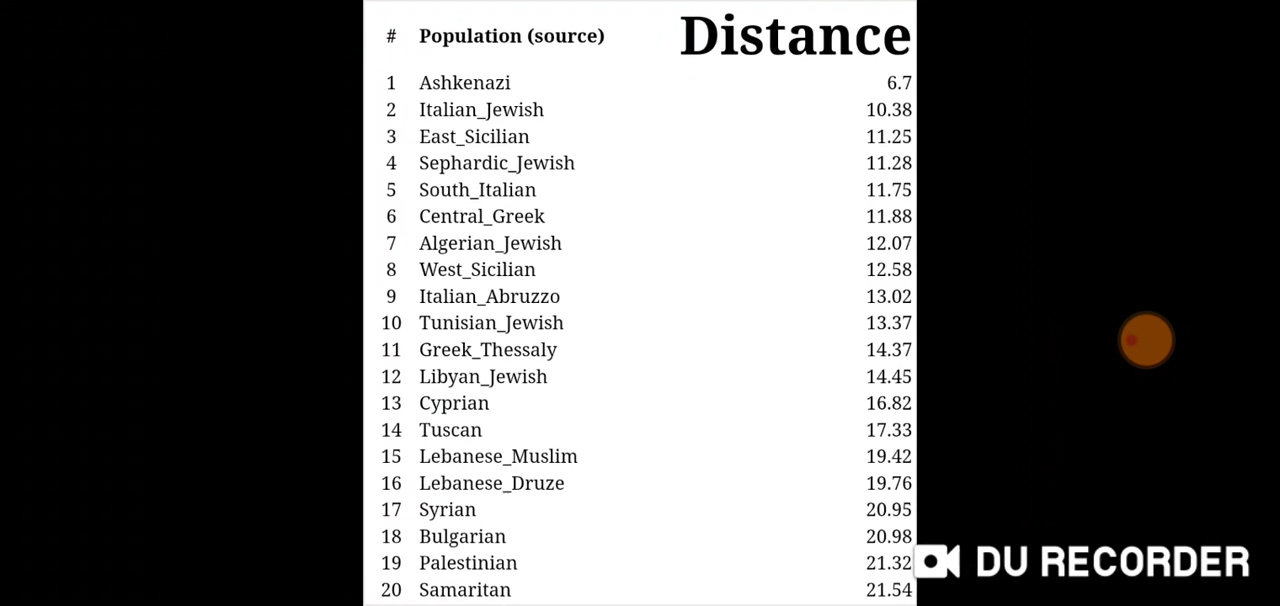 # Population (source) Distance
1 Ashkenazi 6.7
2 Italian_Jewish 10.38
3 East_Sicilian 11.25
4 Sephardic_Jewish 11.28
5 South_Italian 11.75
6 Central_Greek 11.88
7 Algerian_Jewish 12.07
8 West_Sicilian 12.58
9 Italian_Abruzzo 13.02
10 Tunisian_Jewish 13.37
11 Greek_Thessaly 14.37
12 Libyan_Jewish 14.45
13 Cyprian 16.82
14 Tuscan 17.33
15 Lebanese_Muslim 19.42
16 Lebanese_Druze 19.76
17 Syrian 20.95
18 Bulgarian 20.98
19 Palestinian 21.32
20 Samaritan 21.54
DU RECORDER